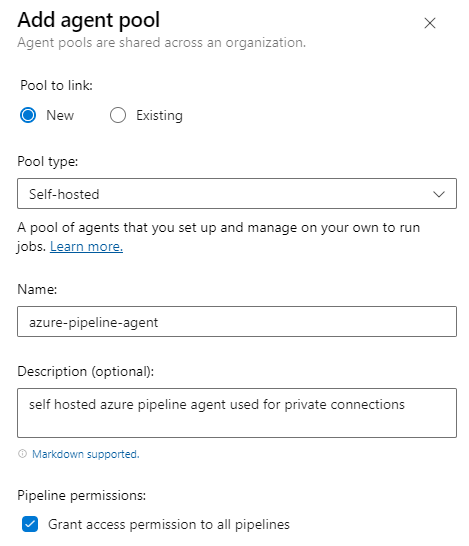 Add agent pool
Agent pools are shared across an organization.
Pool to link:
New Existing
Pool type:
Self-hosted
A pool of agents that you set up and manage on your own to run
jobs. Learn more.
Name:
azure-pipeline-agent
Description (optional):
self hosted azure pipeline agent used for private connections
Markdown supported.
Pipeline permissions:
Grant access permission to all pipelines